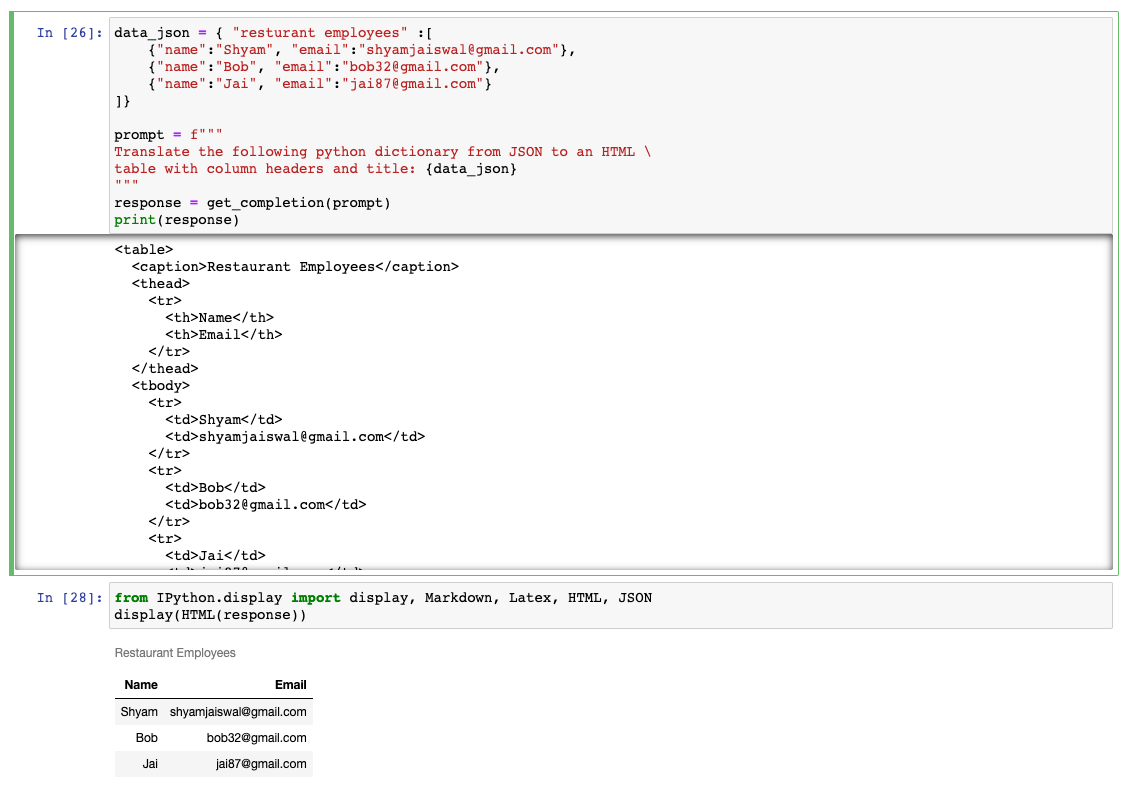 In [26]: data_json = { "resturant employees" :[
    {"name":"Shyam", "email":"shyamjaiswal@gmail.com"},
    {"name":"Bob", "email":"bob32@gmail.com"},
    {"name":"Jai", "email":"jai87@gmail.com"}
]}
prompt = f"""
Translate the following python dictionary from JSON to an HTML \
table with column headers and title: {data_json}
"""
response = get_completion(prompt)
print(response)
<table>
  <caption>Restaurant Employees</caption>
  <thead>
    <tr>
      <th>Name</th>
      <th>Email</th>
    </tr>
  </thead>
  <tbody>
    <tr>
      <td>Shyam</td>
      <td>shyamjaiswal@gmail.com</td>
    </tr>
    <tr>
      <td>Bob</td>
      <td>bob32@gmail.com</td>
    </tr>
    <tr>
      <td>Jai</td>
In [28]: from IPython.display import display, Markdown, Latex, HTML, JSON
display(HTML(response))
Restaurant Employees
Name Email
Shyam shyamjaiswal@gmail.com
Bob bob32@gmail.com
Jai jai87@gmail.com